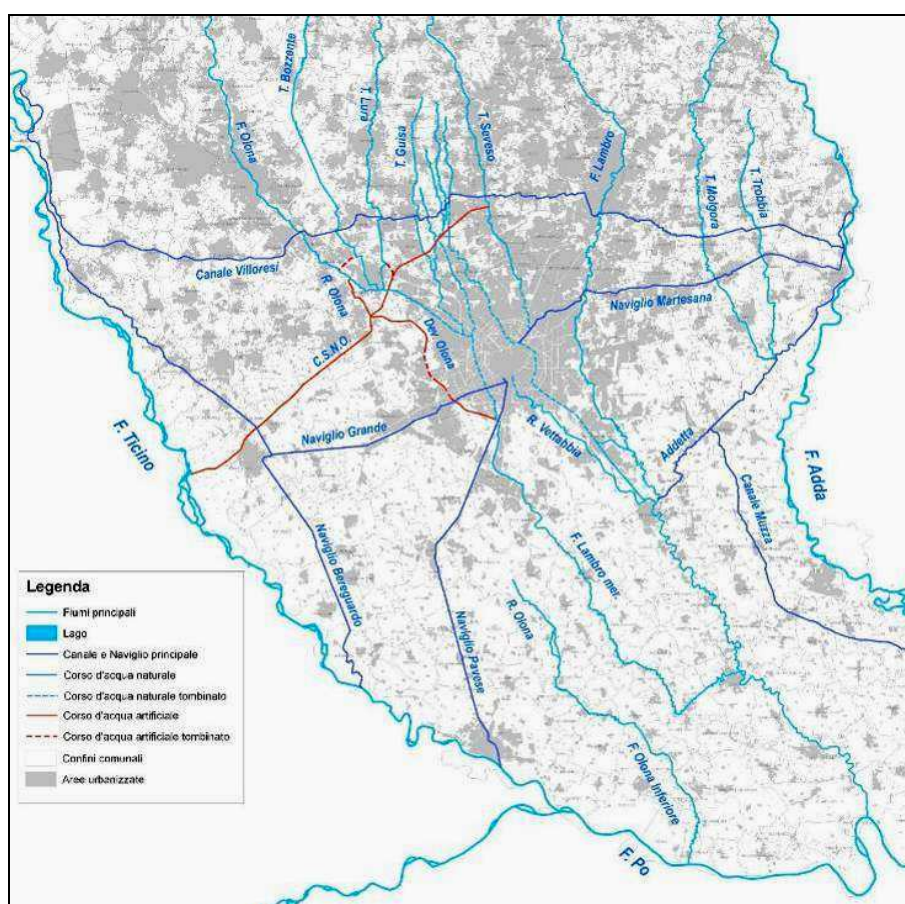 T. Bozzente
F. Olona
T. Lura
T. Guisa
T. Seveso
F. Lambro
T. Molgora
T. Trobbia
Canale Villoresi
R. Olona
Naviglio Martesana
Dev. Olona
C.S.N.O.
Naviglio Grande
R. Vettabbia
Addetta
F. Ticino
F. Adda
Canale Muzza
Naviglio Bereguardo
F. Lambro mer.
R. Olona
Naviglio Pavese
F. Olona Inferiore
F. Po
Legenda
Fiumi principali
Lago
Canale e Naviglio principale
Corso d'acqua naturale
Corso d'acqua naturale tombinato
Corso d'acqua artificiale
Corso d'acqua artificiale tombinato
Confini comunali
Aree urbanizzate